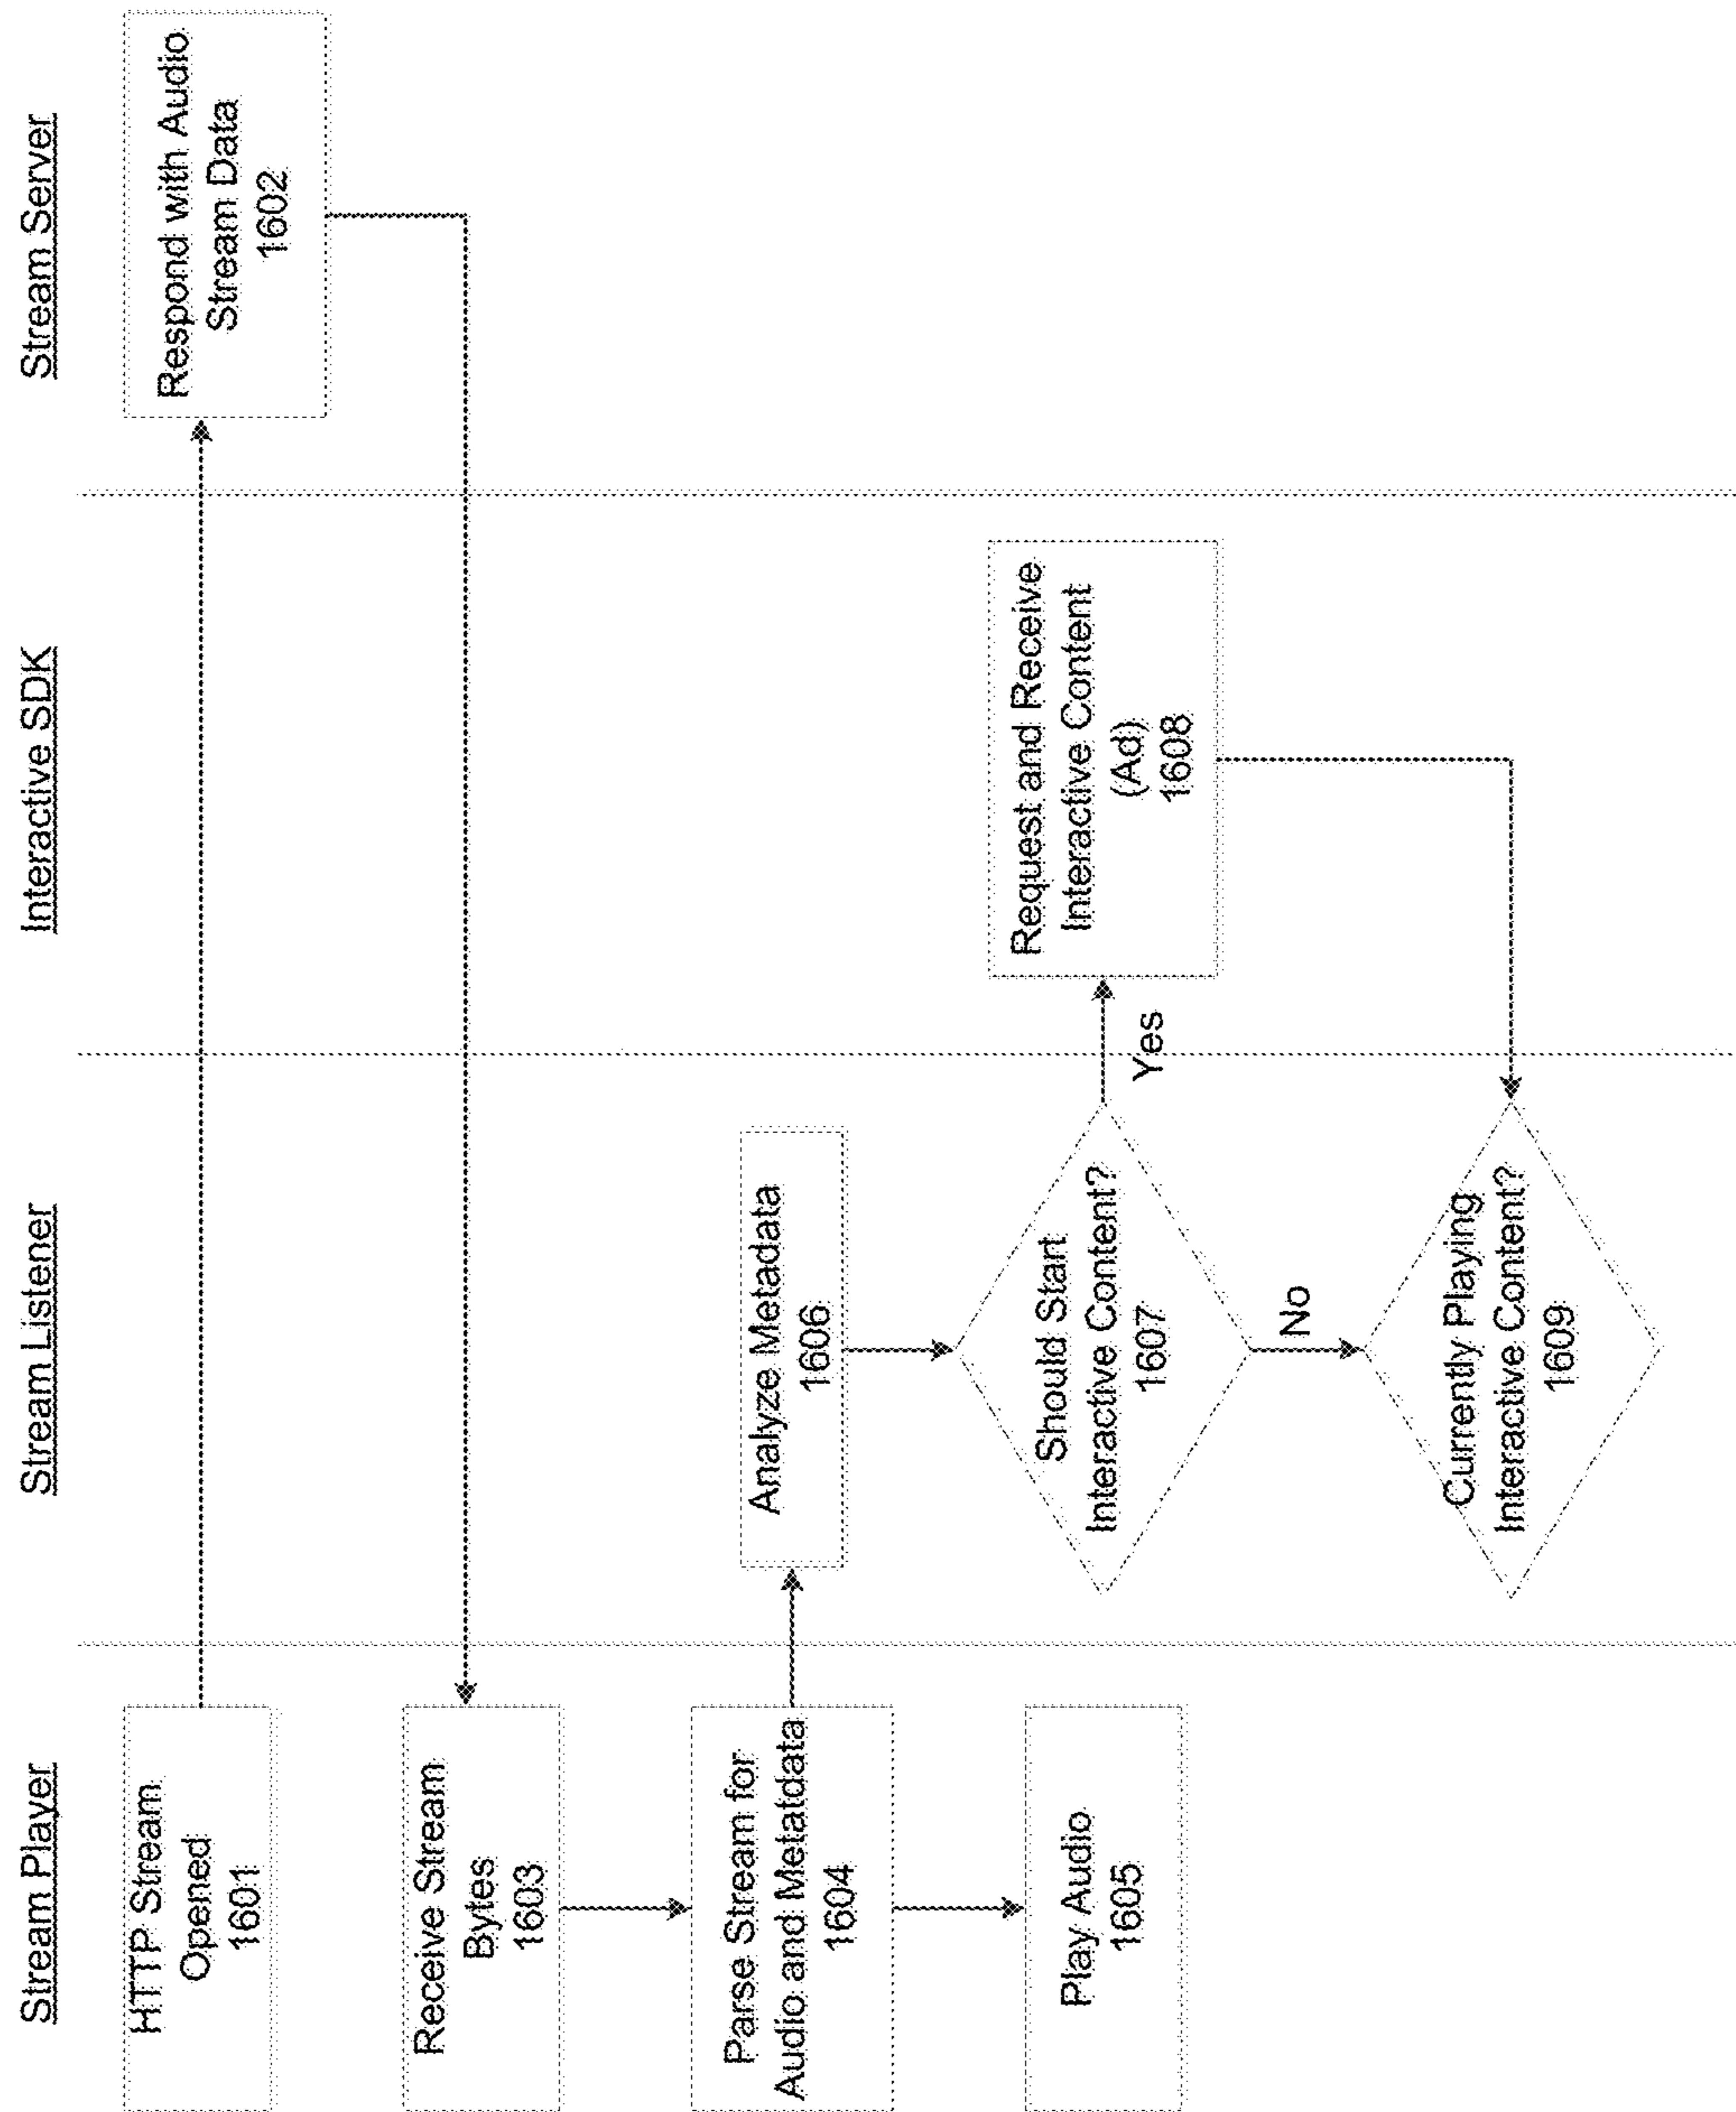 Stream Player
Stream Listener
Interactive SDK
Stream Server
HTTP Stream
Opened
1601
Respond with Audio
Stream Data
1602
Receive Stream
Bytes
1603
Parse Stream for
Audio and Metatdata
1604
Analyze Metadata
1606
Play Audio
1605
Should Start
Interactive Content?
1607
Yes
Request and Receive
Interactive Content
(Ad)
1608
No
Currently Playing
Interactive Content?
1609